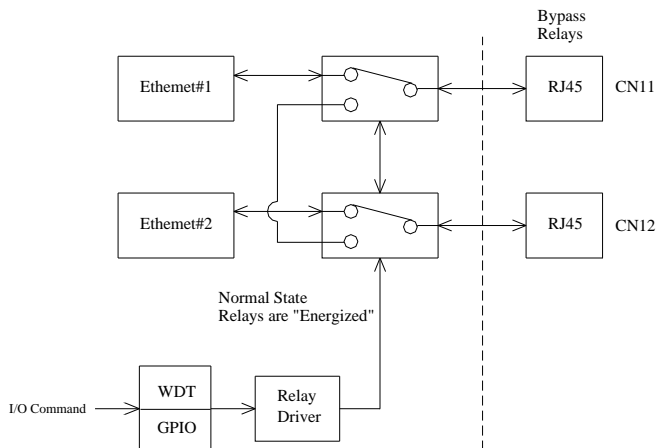 Bypass
Relays
Ethemet#1
RJ45
CN11
Ethemet#2
RJ45
CN12
Normal State
Relays are "Energized"
I/O Command
WDT
GPIO
Relay
Driver